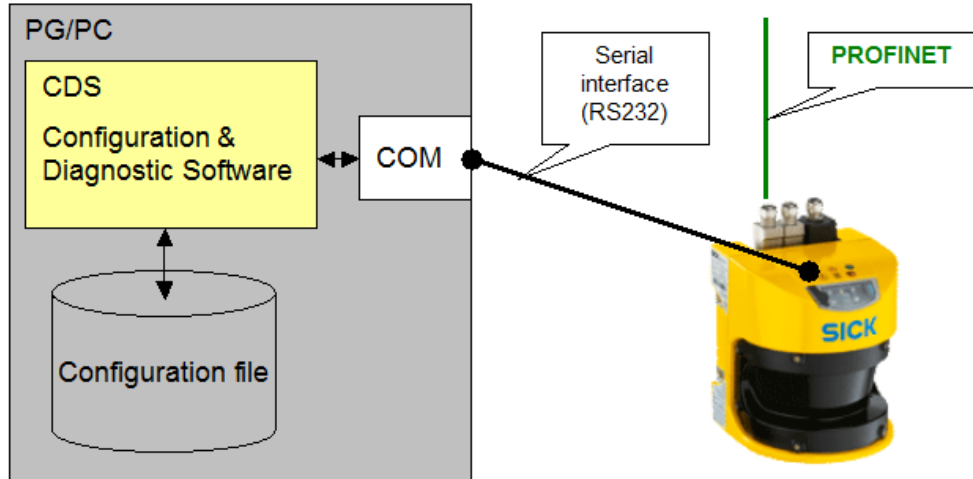 PG/PC
CDS
Configuration &
Diagnostic Software
COM
Configuration file
Serial
interface
(RS232)
PROFINET
SICK